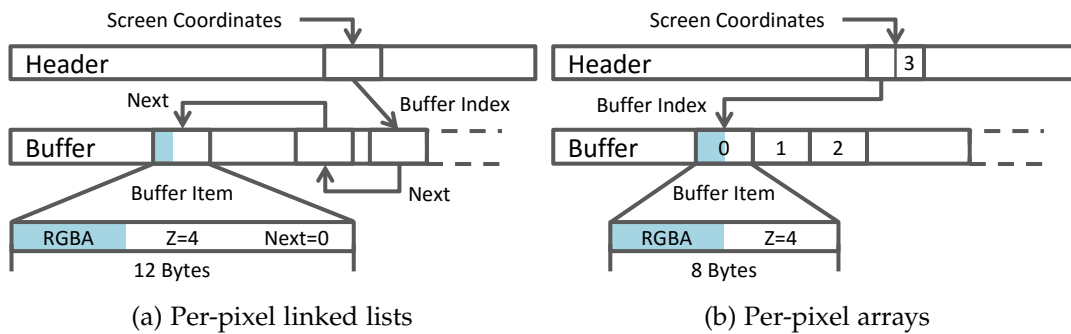 Screen Coordinates
Header
Next
Buffer Index
Buffer
Next
Buffer Item
RGBA Z=4 Next=0
12 Bytes
(a) Per-pixel linked lists
Screen Coordinates
Header 3
Buffer Index
Buffer 0 1 2
Buffer Item
RGBA Z=4
8 Bytes
(b) Per-pixel arrays